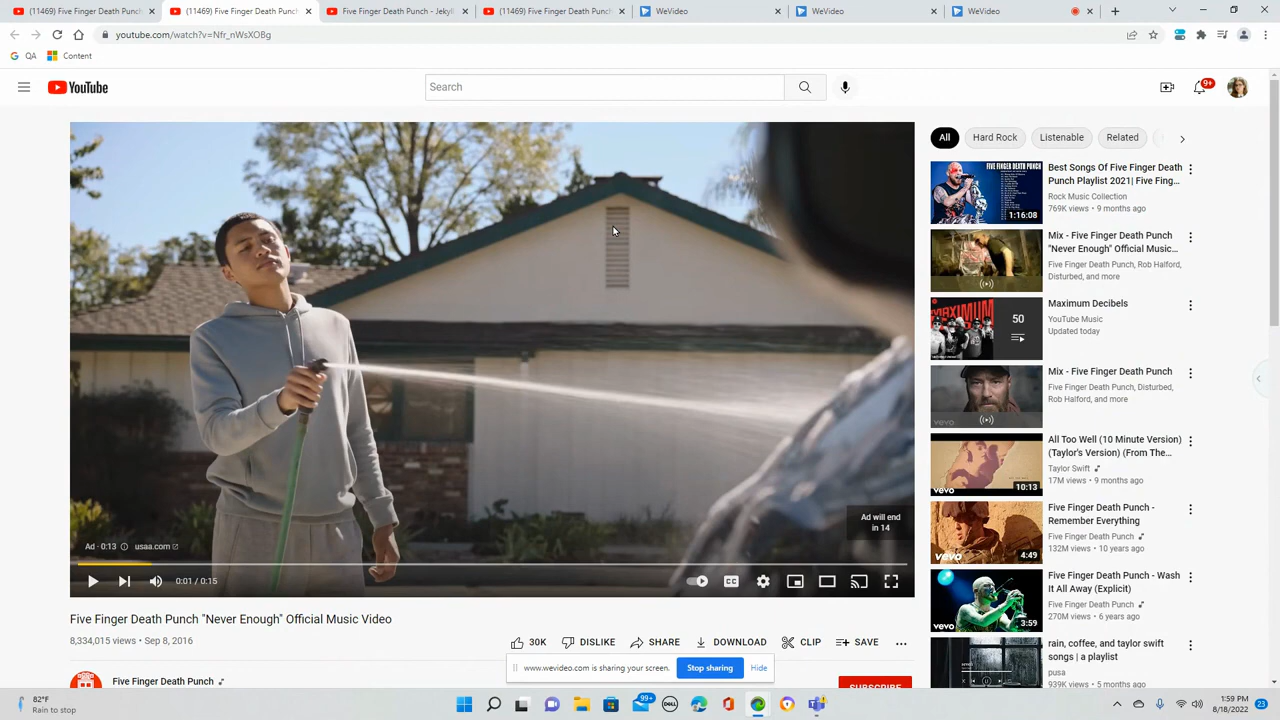 (11469) Five Finger Death Punch
(11469) Five Finger Death Punch
Five Finger Death Punch - Jekyl
(11469) Five Finger Death Punch
WeVideo
WeVideo
WeVideo
youtube.com/watch?v=Nfr_nWsXOBg
QA
Content
YouTube
Search
9+
All
Hard Rock
Listenable
Related
Best Songs Of Five Finger Death
Punch Playlist 2021| Five Fing...
Rock Music Collection
769K views • 9 months ago
1:16:08
Mix - Five Finger Death Punch
"Never Enough" Official Music...
Five Finger Death Punch, Rob Halford,
Disturbed, and more
Maximum Decibels
YouTube Music
Updated today
50
MAXIMUM
Mix - Five Finger Death Punch
Five Finger Death Punch, Disturbed,
Rob Halford, and more
vevo
All Too Well (10 Minute Version)
(Taylor's Version) (From The...
Taylor Swift
17M views • 9 months ago
vevo
10:13
Five Finger Death Punch -
Remember Everything
Five Finger Death Punch
132M views • 10 years ago
vevo
4:49
Five Finger Death Punch - Wash
It All Away (Explicit)
Five Finger Death Punch
270M views • 6 years ago
vevo
3:59
rain, coffee, and taylor swift
songs | a playlist
pusa
939K views • 5 months ago
Ad will end
in 14
Ad · 0:13
usaa.com
0:01 / 0:15
CC
Five Finger Death Punch "Never Enough" Official Music Video
8,334,015 views • Sep 8, 2016
30K
DISLIKE
SHARE
DOWNLOAD
CLIP
SAVE
www.wevideo.com is sharing your screen.
Stop sharing
Hide
Five Finger Death Punch
SUBSCRIBE
82°F
Rain to stop
99+
DELL
1:59 PM
8/18/2022
23